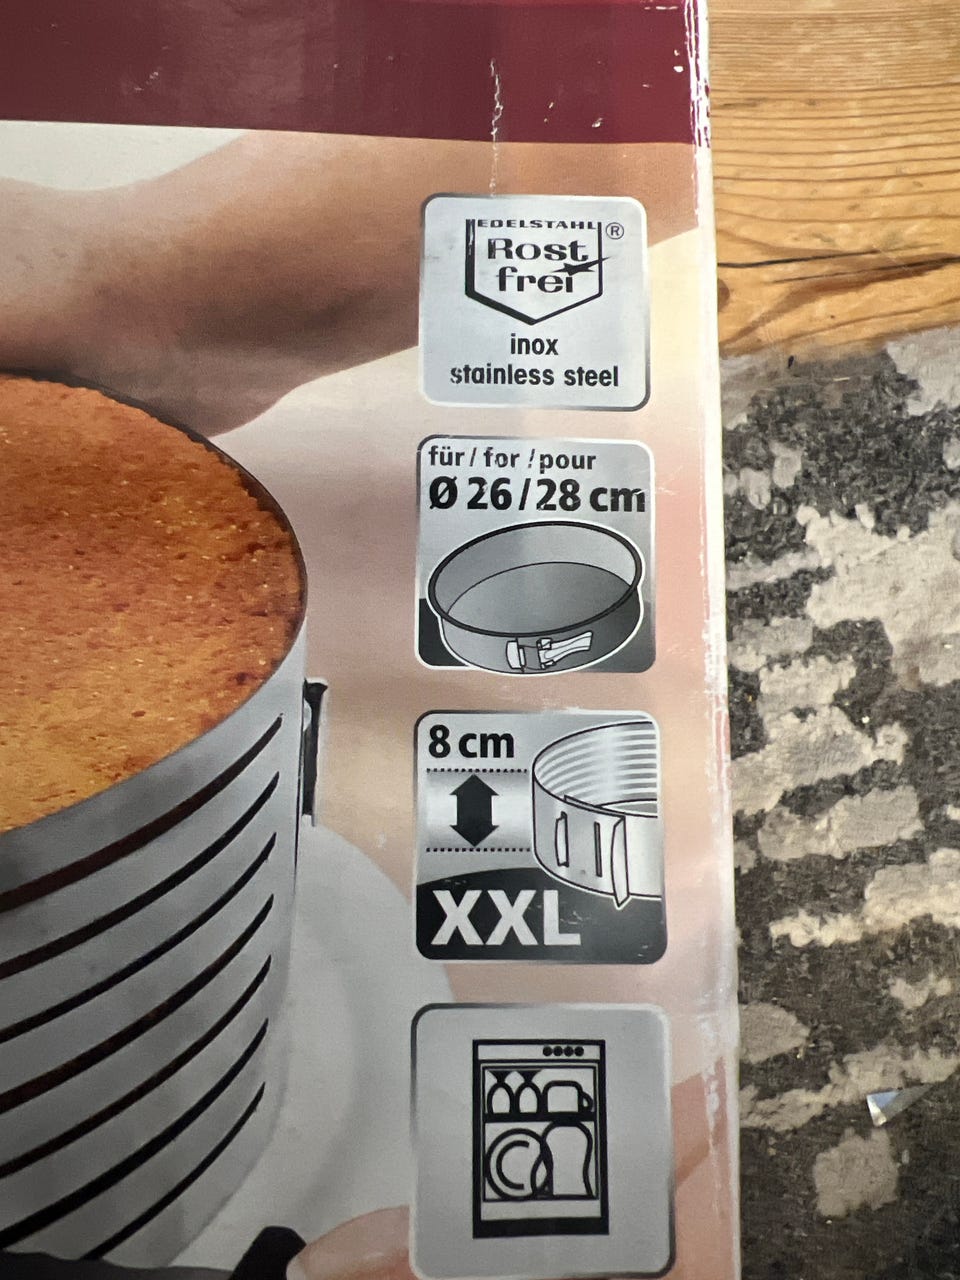 EDELSTAHL ®
Rost
frei
inox
stainless steel
für / for / pour
Ø 26 / 28 cm
8 cm
XXL